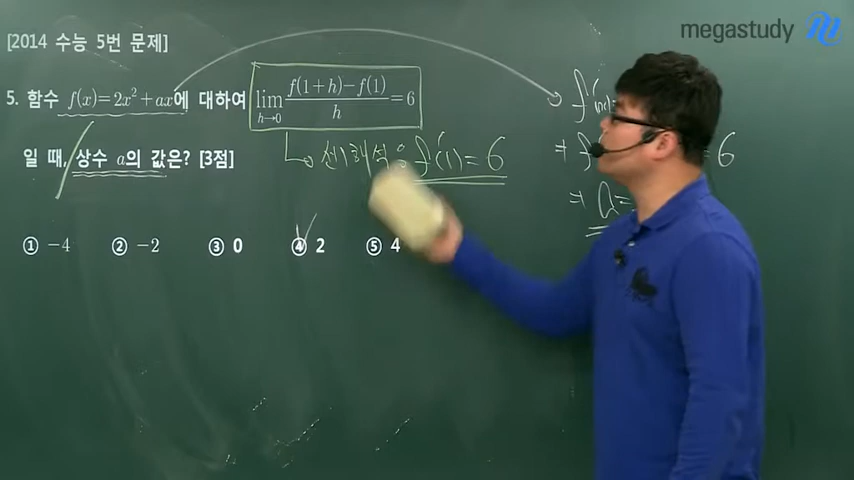 megastudy
[2014 수능 5번 문제]
5. 함수 f(x)=2x²+ax에 대하여 lim h→0 f(1+h)−f(1)/h =6
일 때, 상수 a의 값은? [3점]
f'(1)=6
① −4 ② −2 ③ 0 ④ 2 ⑤ 4
f'
⇒ f 6
⇒ a=